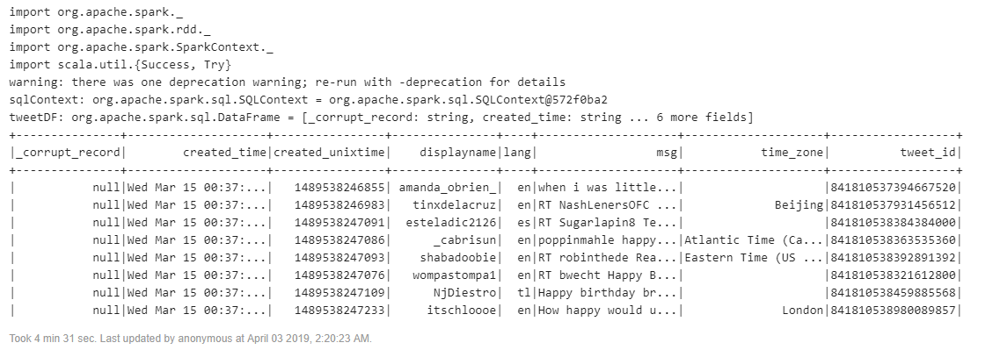 import org.apache.spark._
import org.apache.spark.rdd._
import org.apache.spark.SparkContext._
import scala.util.{Success, Try}
warning: there was one deprecation warning; re-run with -deprecation for details
sqlContext: org.apache.spark.sql.SQLContext = org.apache.spark.sql.SQLContext@572f0ba2
tweetDF: org.apache.spark.sql.DataFrame = [_corrupt_record: string, created_time: string ... 6 more fields]
+---------------+--------------------+----------------+---------------+----+--------------------+--------------------+------------------+
|_corrupt_record|        created_time|created_unixtime|    displayname|lang|                 msg|           time_zone|          tweet_id|
+---------------+--------------------+----------------+---------------+----+--------------------+--------------------+------------------+
|           null|Wed Mar 15 00:37:...|   1489538246855| amanda_obrien_|  en|when i was little...|                    |841810537394667520|
|           null|Wed Mar 15 00:37:...|   1489538246983|   tinxdelacruz|  en|RT NashLenersOFC ...|             Beijing|841810537931456512|
|           null|Wed Mar 15 00:37:...|   1489538247091| esteladic2126|  es|RT Sugarlapin8 Te...|                    |841810538384384000|
|           null|Wed Mar 15 00:37:...|   1489538247086|      _cabrisun|  en|poppinmahle happy...|Atlantic Time (Ca...|841810538363535360|
|           null|Wed Mar 15 00:37:...|   1489538247093|    shabadoobie|  en|RT robinthede Rea...|Eastern Time (US ...|841810538392891392|
|           null|Wed Mar 15 00:37:...|   1489538247076|   wompastompa1|  en|RT bwecht Happy B...|                    |841810538321612800|
|           null|Wed Mar 15 00:37:...|   1489538247109|      NjDiestro|  tl|Happy birthday br...|                    |841810538459885568|
|           null|Wed Mar 15 00:37:...|   1489538247233|     itschloooe|  en|How happy would u...|              London|841810538980089857|
Took 4 min 31 sec. Last updated by anonymous at April 03 2019, 2:20:23 AM.